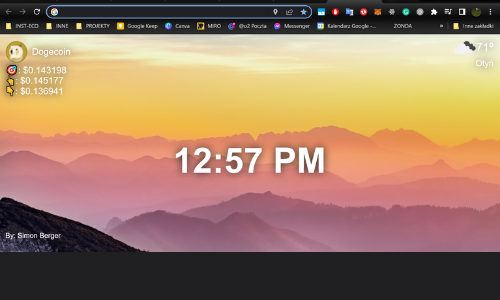 INST-ECO INNE PROJEKTY Google Keep Canva MIRO @o2 Poczta Messenger Kalendarz Google -... ZONDA » Inne zakładki
Dogecoin
71º
Otyń
: $0.143198
: $0.145177
: $0.136941
12:57 PM
By: Simon Berger